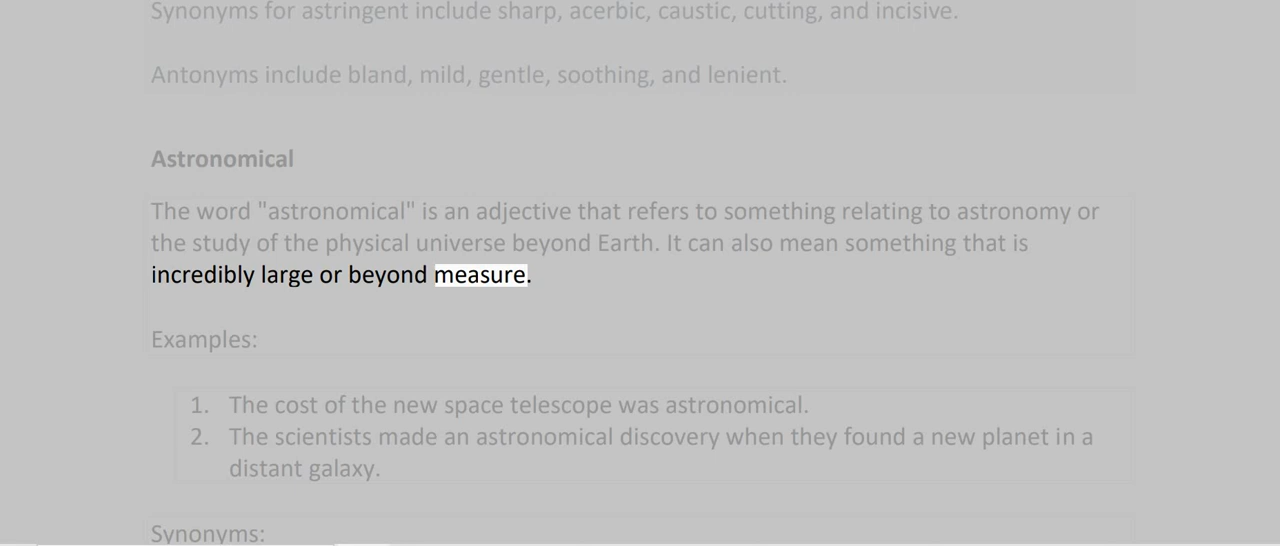 Synonyms for astringent include sharp, acerbic, caustic, cutting, and incisive.
Antonyms include bland, mild, gentle, soothing, and lenient.
Astronomical
The word "astronomical" is an adjective that refers to something relating to astronomy or
the study of the physical universe beyond Earth. It can also mean something that is
incredibly large or beyond measure.
Examples:
1. The cost of the new space telescope was astronomical.
2. The scientists made an astronomical discovery when they found a new planet in a
distant galaxy.
Synonyms: